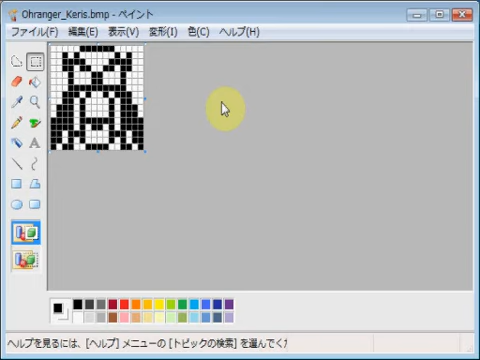 Ohranger_Keris.bmp - ペイント
ファイル(F) 編集(E) 表示(V) 変形(I) 色(C) ヘルプ(H)
A
ヘルプを見るには、[ヘルプ] メニューの [トピックの検索] を選んでくだ